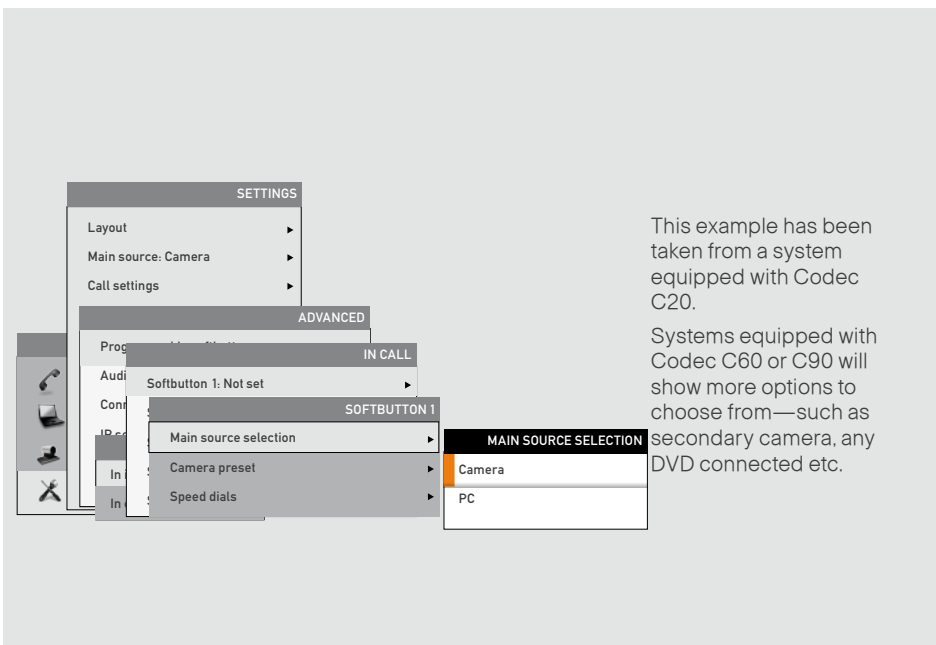 SETTINGS
Layout
Main source: Camera
Call settings
ADVANCED
IN CALL
Softbutton 1: Not set
SOFTBUTTON 1
Main source selection
Camera preset
Speed dials
MAIN SOURCE SELECTION
Camera
PC
This example has been
taken from a system
equipped with Codec
C20.
Systems equipped with
Codec C60 or C90 will
show more options to
choose from—such as
secondary camera, any
DVD connected etc.